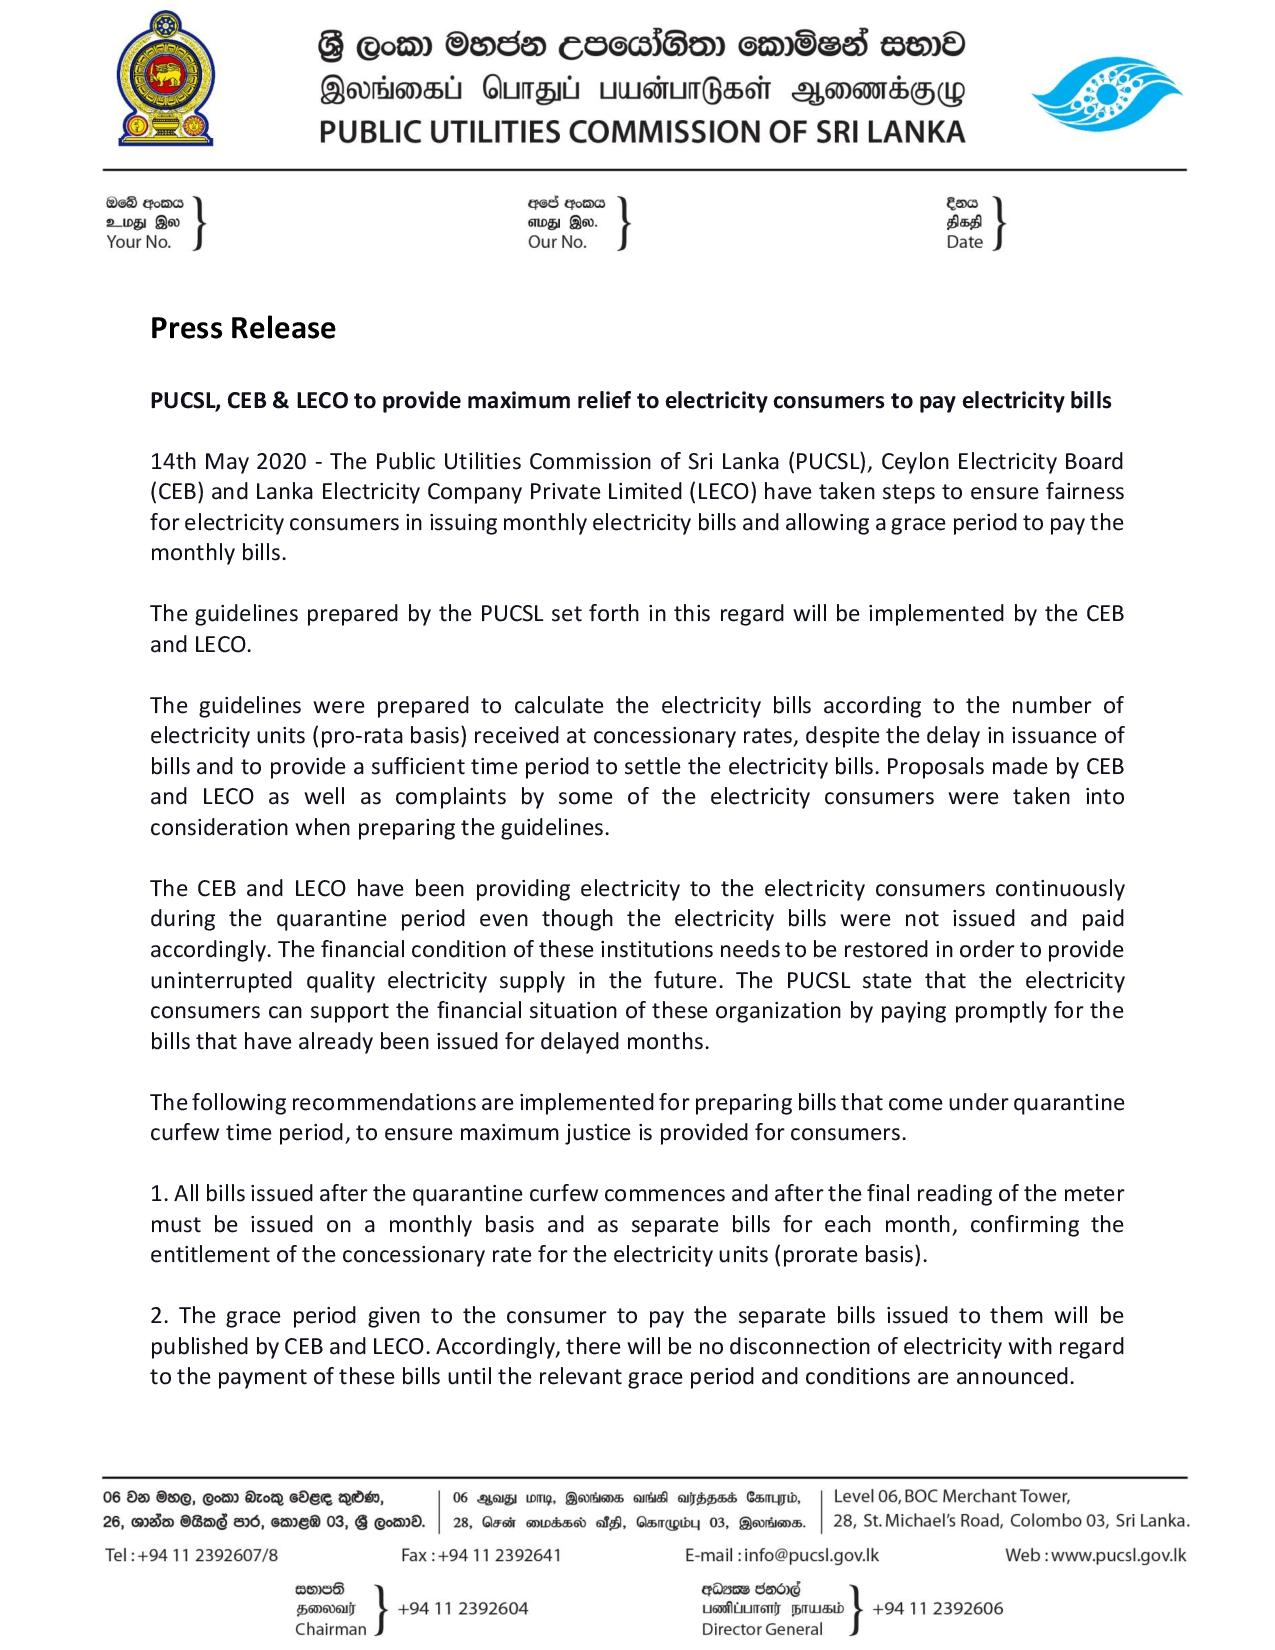 ශ්‍රී ලංකා මහජන උපයෝගිතා කොමිෂන් සභාව
இலங்கைப் பொதுப் பயன்பாடுகள் ஆணைக்குழு
PUBLIC UTILITIES COMMISSION OF SRI LANKA
ඔබේ අංකය
உமது இல
Your No.
අපේ අංකය
எமது இல.
Our No.
දිනය
திகதி
Date
Press Release
PUCSL, CEB & LECO to provide maximum relief to electricity consumers to pay electricity bills
14th May 2020 - The Public Utilities Commission of Sri Lanka (PUCSL), Ceylon Electricity Board
(CEB) and Lanka Electricity Company Private Limited (LECO) have taken steps to ensure fairness
for electricity consumers in issuing monthly electricity bills and allowing a grace period to pay the
monthly bills.
The guidelines prepared by the PUCSL set forth in this regard will be implemented by the CEB
and LECO.
The guidelines were prepared to calculate the electricity bills according to the number of
electricity units (pro-rata basis) received at concessionary rates, despite the delay in issuance of
bills and to provide a sufficient time period to settle the electricity bills. Proposals made by CEB
and LECO as well as complaints by some of the electricity consumers were taken into
consideration when preparing the guidelines.
The CEB and LECO have been providing electricity to the electricity consumers continuously
during the quarantine period even though the electricity bills were not issued and paid
accordingly. The financial condition of these institutions needs to be restored in order to provide
uninterrupted quality electricity supply in the future. The PUCSL state that the electricity
consumers can support the financial situation of these organization by paying promptly for the
bills that have already been issued for delayed months.
The following recommendations are implemented for preparing bills that come under quarantine
curfew time period, to ensure maximum justice is provided for consumers.
1. All bills issued after the quarantine curfew commences and after the final reading of the meter
must be issued on a monthly basis and as separate bills for each month, confirming the
entitlement of the concessionary rate for the electricity units (prorate basis).
2. The grace period given to the consumer to pay the separate bills issued to them will be
published by CEB and LECO. Accordingly, there will be no disconnection of electricity with regard
to the payment of these bills until the relevant grace period and conditions are announced.
06 වන මහල, ලංකා බැංකු වෙළඳ කුළුණ,
26, ශාන්ත මයිකල් පාර, කොළඹ 03, ශ්‍රී ලංකාව.
06 ஆவது மாடி, இலங்கை வங்கி வர்த்தகக் கோபுரம்,
28, சென் மைக்கல் வீதி, கொழும்பு 03, இலங்கை.
Level 06, BOC Merchant Tower,
28, St. Michael's Road, Colombo 03, Sri Lanka.
Tel : +94 11 2392607/8 Fax : +94 11 2392641 E-mail : info@pucsl.gov.lk Web : www.pucsl.gov.lk
සභාපති
தலைவர்
Chairman
+94 11 2392604
අධ්‍යක්ෂ ජනරාල්
பணிப்பாளர் நாயகம்
Director General
+94 11 2392606